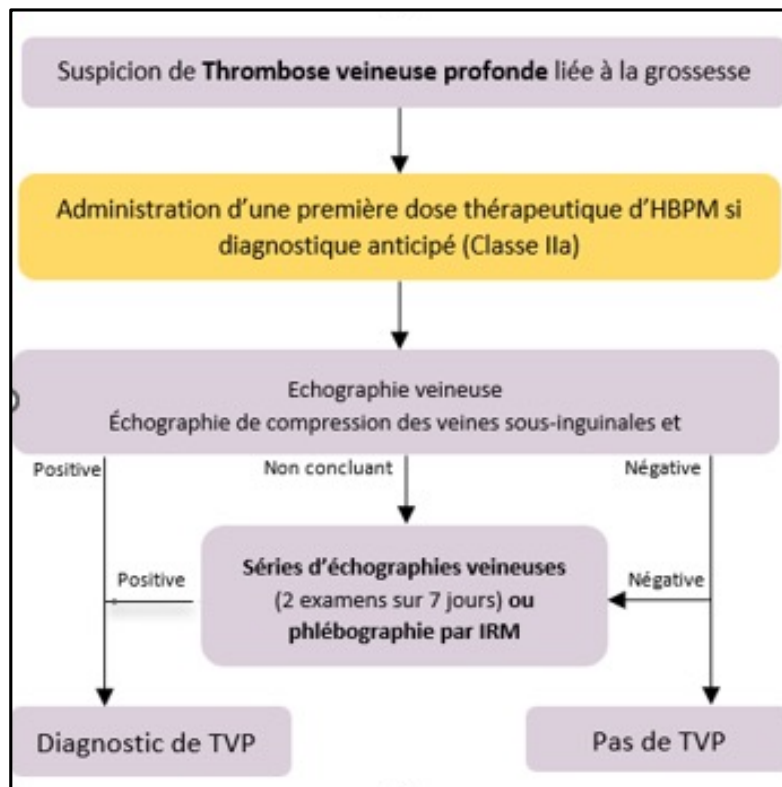 Suspicion de Thrombose veineuse profonde liée à la grossesse
Administration d'une première dose thérapeutique d'HBPM si
diagnostique anticipé (Classe IIa)
Echographie veineuse
Échographie de compression des veines sous-inguinales et
Positive
Non concluant
Négative
Séries d'échographies veineuses
(2 examens sur 7 jours) ou
phlébographie par IRM
Positive
Négative
Diagnostic de TVP
Pas de TVP